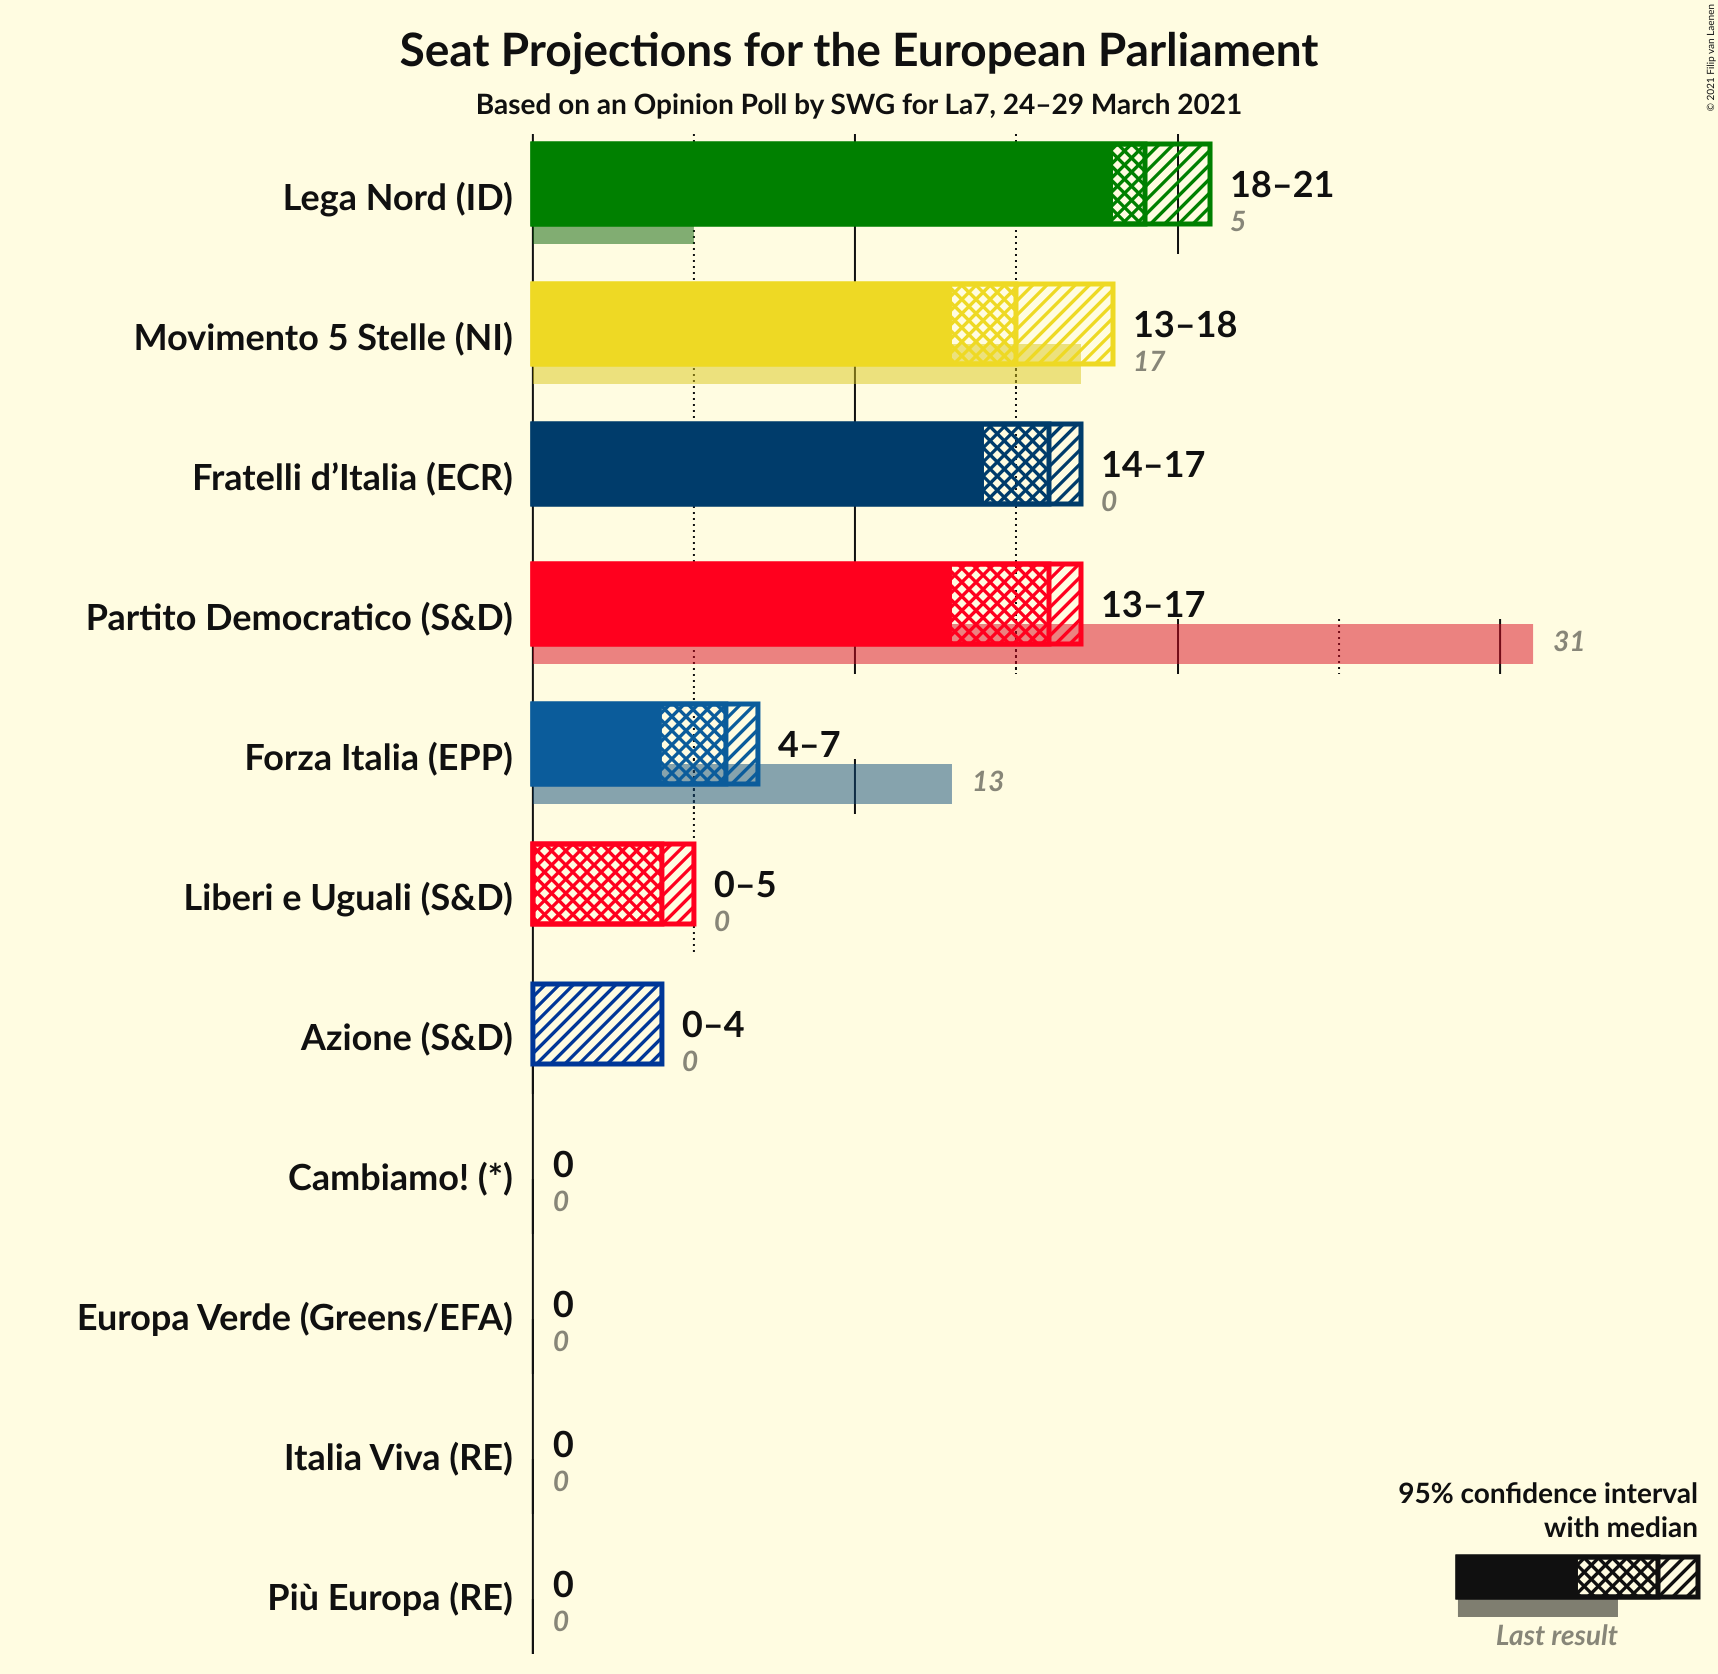 Seat Projections for the European Parliament
Based on an Opinion Poll by SWG for La7, 24–29 March 2021
© 2021 Filip van Laenen
Lega Nord (ID)
18–21
5
Movimento 5 Stelle (NI)
13–18
17
Fratelli d’Italia (ECR)
14–17
0
Partito Democratico (S&D)
13–17
31
Forza Italia (EPP)
4–7
13
Liberi e Uguali (S&D)
0–5
0
Azione (S&D)
0–4
0
Cambiamo! (*)
0
0
Europa Verde (Greens/EFA)
0
0
Italia Viva (RE)
0
0
Più Europa (RE)
0
0
95% confidence interval
with median
Last result